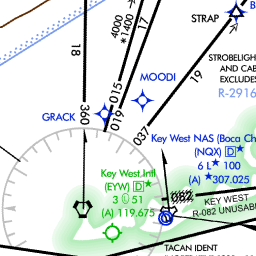 B
STRAP
4000
*1400
17
18
STROBELIGH
AND CAB
EXCLUDES
R-2916
MOODI
19
GRACK
360
019
015
037
Key West NAS (Boca Ch
(NQX) D★
6 L★ 100
(A) ★307.025
Key West Intl
(EYW) D★
3 51
(A) 119.675
082
KEY WEST
R-082 UNUSAB
TACAN IDENT